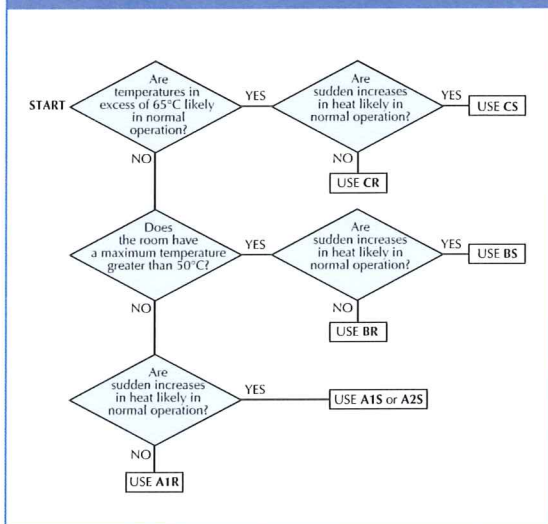 START
Are
temperatures in
excess of 65°C likely
in normal
operation?
YES
Are
sudden increases
in heat likely in
normal operation?
YES
USE CS
NO
NO
USE CR
Does
the room have
a maximum temperature
greater than 50°C?
YES
Are
sudden increases
in heat likely in
normal operation?
YES
USE BS
NO
NO
USE BR
Are
sudden increases
in heat likely in
normal operation?
YES
USE A1S or A2S
NO
USE A1R